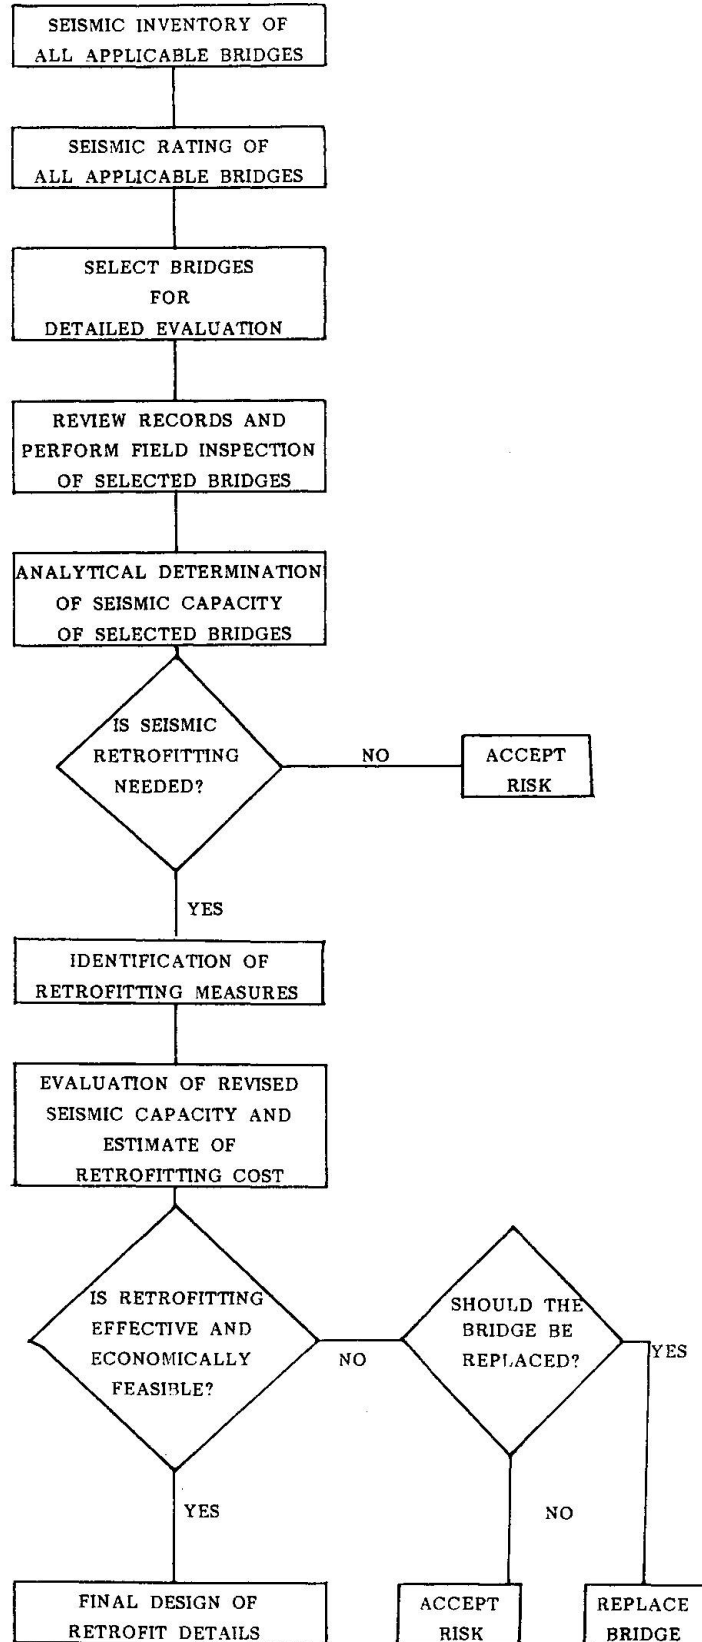 SEISMIC INVENTORY OF
ALL APPLICABLE BRIDGES
SEISMIC RATING OF
ALL APPLICABLE BRIDGES
SELECT BRIDGES
FOR
DETAILED EVALUATION
REVIEW RECORDS AND
PERFORM FIELD INSPECTION
OF SELECTED BRIDGES
ANALYTICAL DETERMINATION
OF SEISMIC CAPACITY
OF SELECTED BRIDGES
IS SEISMIC
RETROFITTING
NEEDED?
NO
ACCEPT
RISK
YES
IDENTIFICATION OF
RETROFITTING MEASURES
EVALUATION OF REVISED
SEISMIC CAPACITY AND
ESTIMATE OF
RETROFITTING COST
IS RETROFITTING
EFFECTIVE AND
ECONOMICALLY
FEASIBLE?
NO
SHOULD THE
BRIDGE BE
REPLACED?
YES
YES
NO
FINAL DESIGN OF
RETROFIT DETAILS
ACCEPT
RISK
REPLACE
BRIDGE